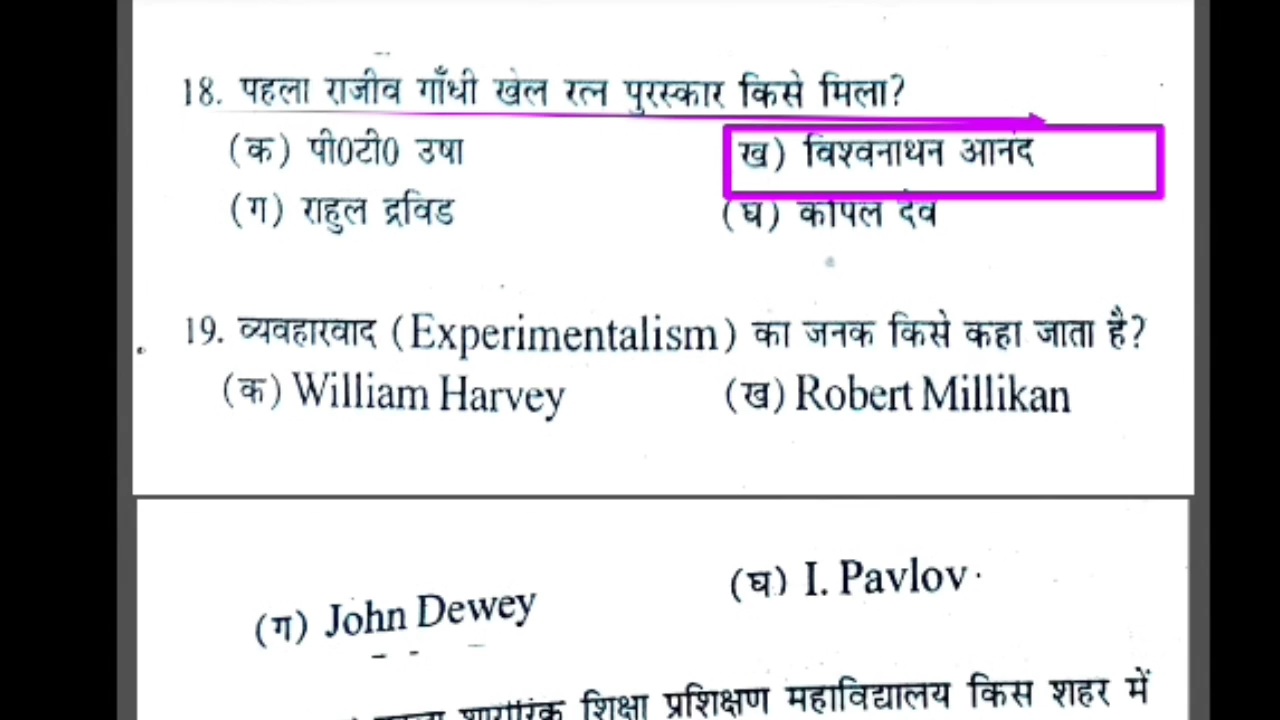 18. पहला राजीव गाँधी खेल रत्न पुरस्कार किसे मिला?
(क) पी0टी0 उषा ख) विश्वनाथन आनंद
(ग) राहुल द्रविड (घ) कपिल देव
19. व्यवहारवाद (Experimentalism) का जनक किसे कहा जाता है?
(क) William Harvey (ख) Robert Millikan
(ग) John Dewey (घ) I. Pavlov
शारीरिक शिक्षा प्रशिक्षण महाविद्यालय किस शहर में